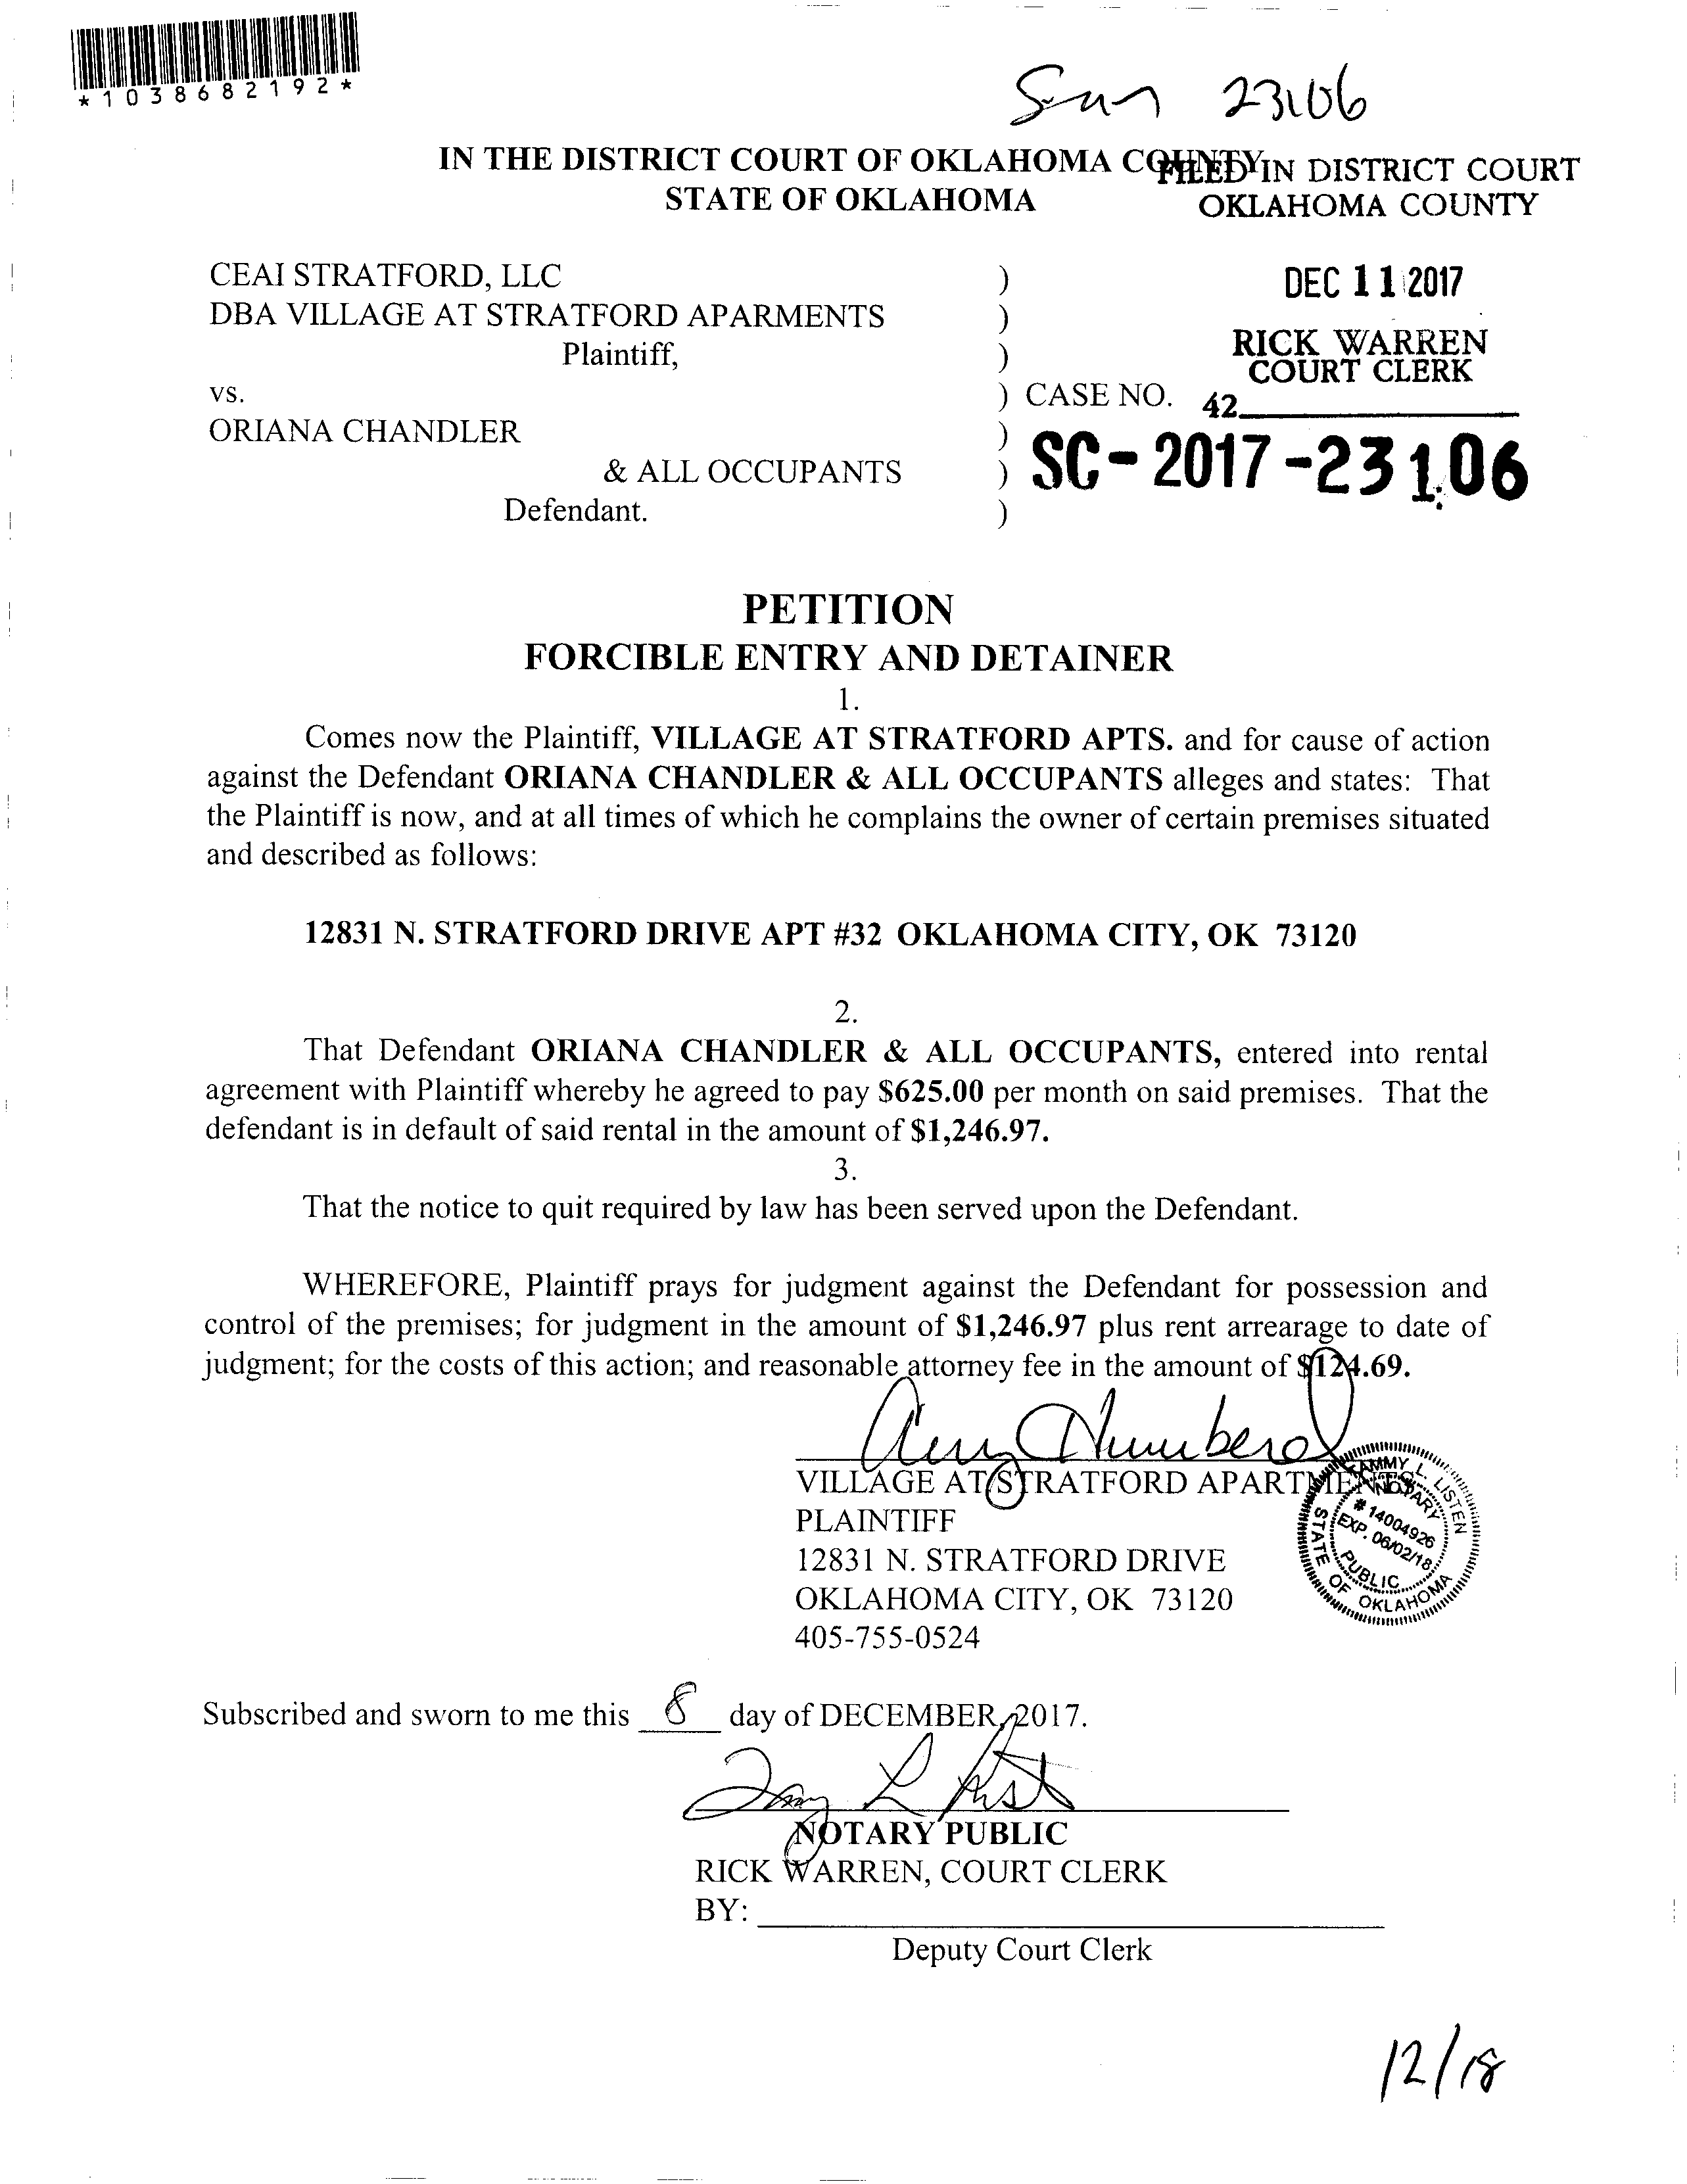 *1038682192*
23106
IN THE DISTRICT COURT OF OKLAHOMA COUNTY
STATE OF OKLAHOMA
FILED IN DISTRICT COURT
OKLAHOMA COUNTY
DEC 11 2017
RICK WARREN
COURT CLERK
42
CEAI STRATFORD, LLC )
DBA VILLAGE AT STRATFORD APARMENTS )
Plaintiff, )
vs. ) CASE NO.
ORIANA CHANDLER )
& ALL OCCUPANTS ) SC-2017-23106
Defendant. )
PETITION
FORCIBLE ENTRY AND DETAINER
1.
Comes now the Plaintiff, VILLAGE AT STRATFORD APTS. and for cause of action
against the Defendant ORIANA CHANDLER & ALL OCCUPANTS alleges and states: That
the Plaintiff is now, and at all times of which he complains the owner of certain premises situated
and described as follows:
12831 N. STRATFORD DRIVE APT #32 OKLAHOMA CITY, OK 73120
2.
That Defendant ORIANA CHANDLER & ALL OCCUPANTS, entered into rental
agreement with Plaintiff whereby he agreed to pay $625.00 per month on said premises. That the
defendant is in default of said rental in the amount of $1,246.97.
3.
That the notice to quit required by law has been served upon the Defendant.
WHEREFORE, Plaintiff prays for judgment against the Defendant for possession and
control of the premises; for judgment in the amount of $1,246.97 plus rent arrearage to date of
judgment; for the costs of this action; and reasonable attorney fee in the amount of $124.69.
VILLAGE AT STRATFORD APARTMENTS
PLAINTIFF
12831 N. STRATFORD DRIVE
OKLAHOMA CITY, OK 73120
405-755-0524
TAMMY L. LISTEN
NOTARY
# 14004926
EXP. 06/02/18
PUBLIC
STATE OF OKLAHOMA
Subscribed and sworn to me this 8 day of DECEMBER, 2017.
NOTARY PUBLIC
RICK WARREN, COURT CLERK
BY:
Deputy Court Clerk
12/18